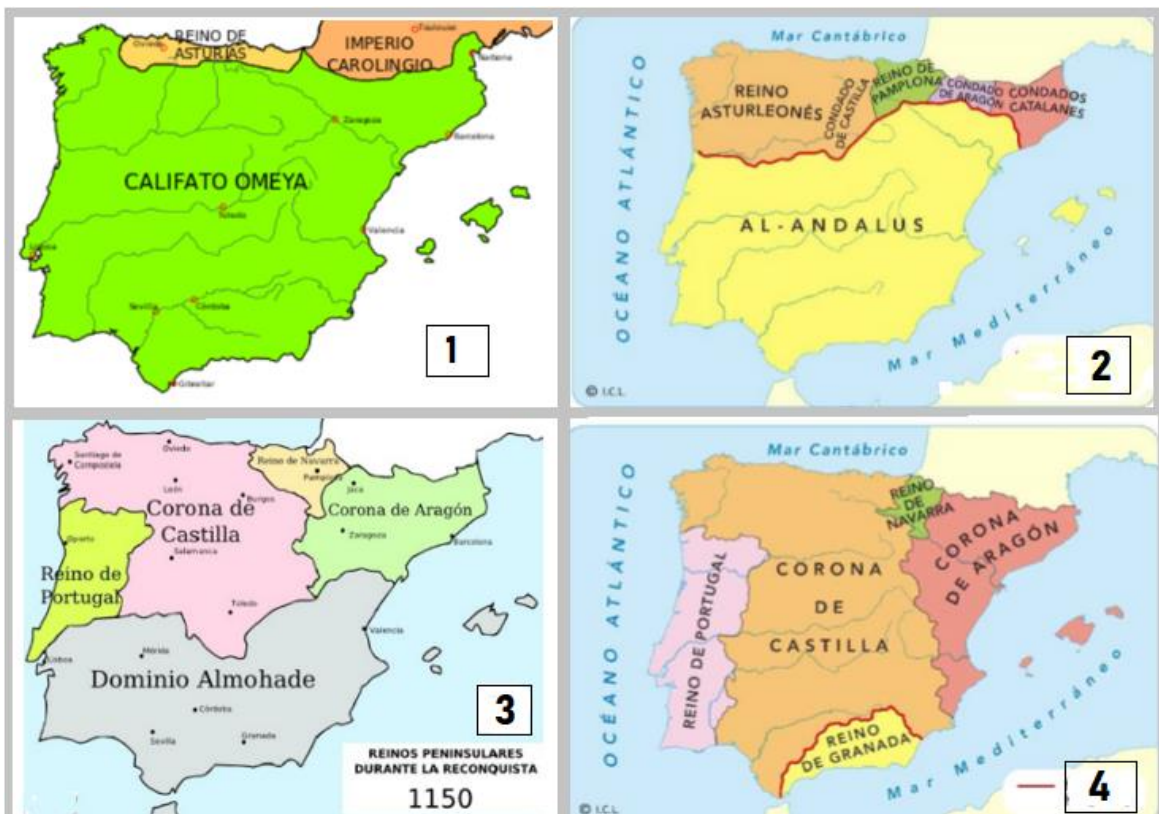 REINO DE
ASTURIAS
Oviedo
IMPERIO
CAROLINGIO
Toulouse
Narbona
Zaragoza
Barcelona
CALIFATO OMEYA
Toledo
Valencia
Lisboa
Sevilla
Córdoba
Gibraltar
1
Mar Cantábrico
OCÉANO ATLÁNTICO
REINO
ASTURLEONÉS
CONDADO
DE CASTILLA
REINO DE
PAMPLONA
CONDADO
DE ARAGÓN
CONDADOS
CATALANES
AL-ANDALUS
Mar Mediterráneo
© I.C.L.
2
Santiago de
Compostela
Oviedo
León
Burgos
Reino de Navarra
Pamplona
Jaca
Corona de
Castilla
Corona de Aragón
Zaragoza
Barcelona
Oporto
Salamanca
Reino de
Portugal
Toledo
Valencia
Lisboa
Mérida
Dominio Almohade
Córdoba
Sevilla
Granada
3
REINOS PENINSULARES
DURANTE LA RECONQUISTA
1150
Mar Cantábrico
OCÉANO ATLÁNTICO
REINO
DE
NAVARRA
CORONA
DE ARAGÓN
CORONA
DE
CASTILLA
REINO DE PORTUGAL
REINO
DE GRANADA
Mar Mediterráneo
© I.C.L.
4